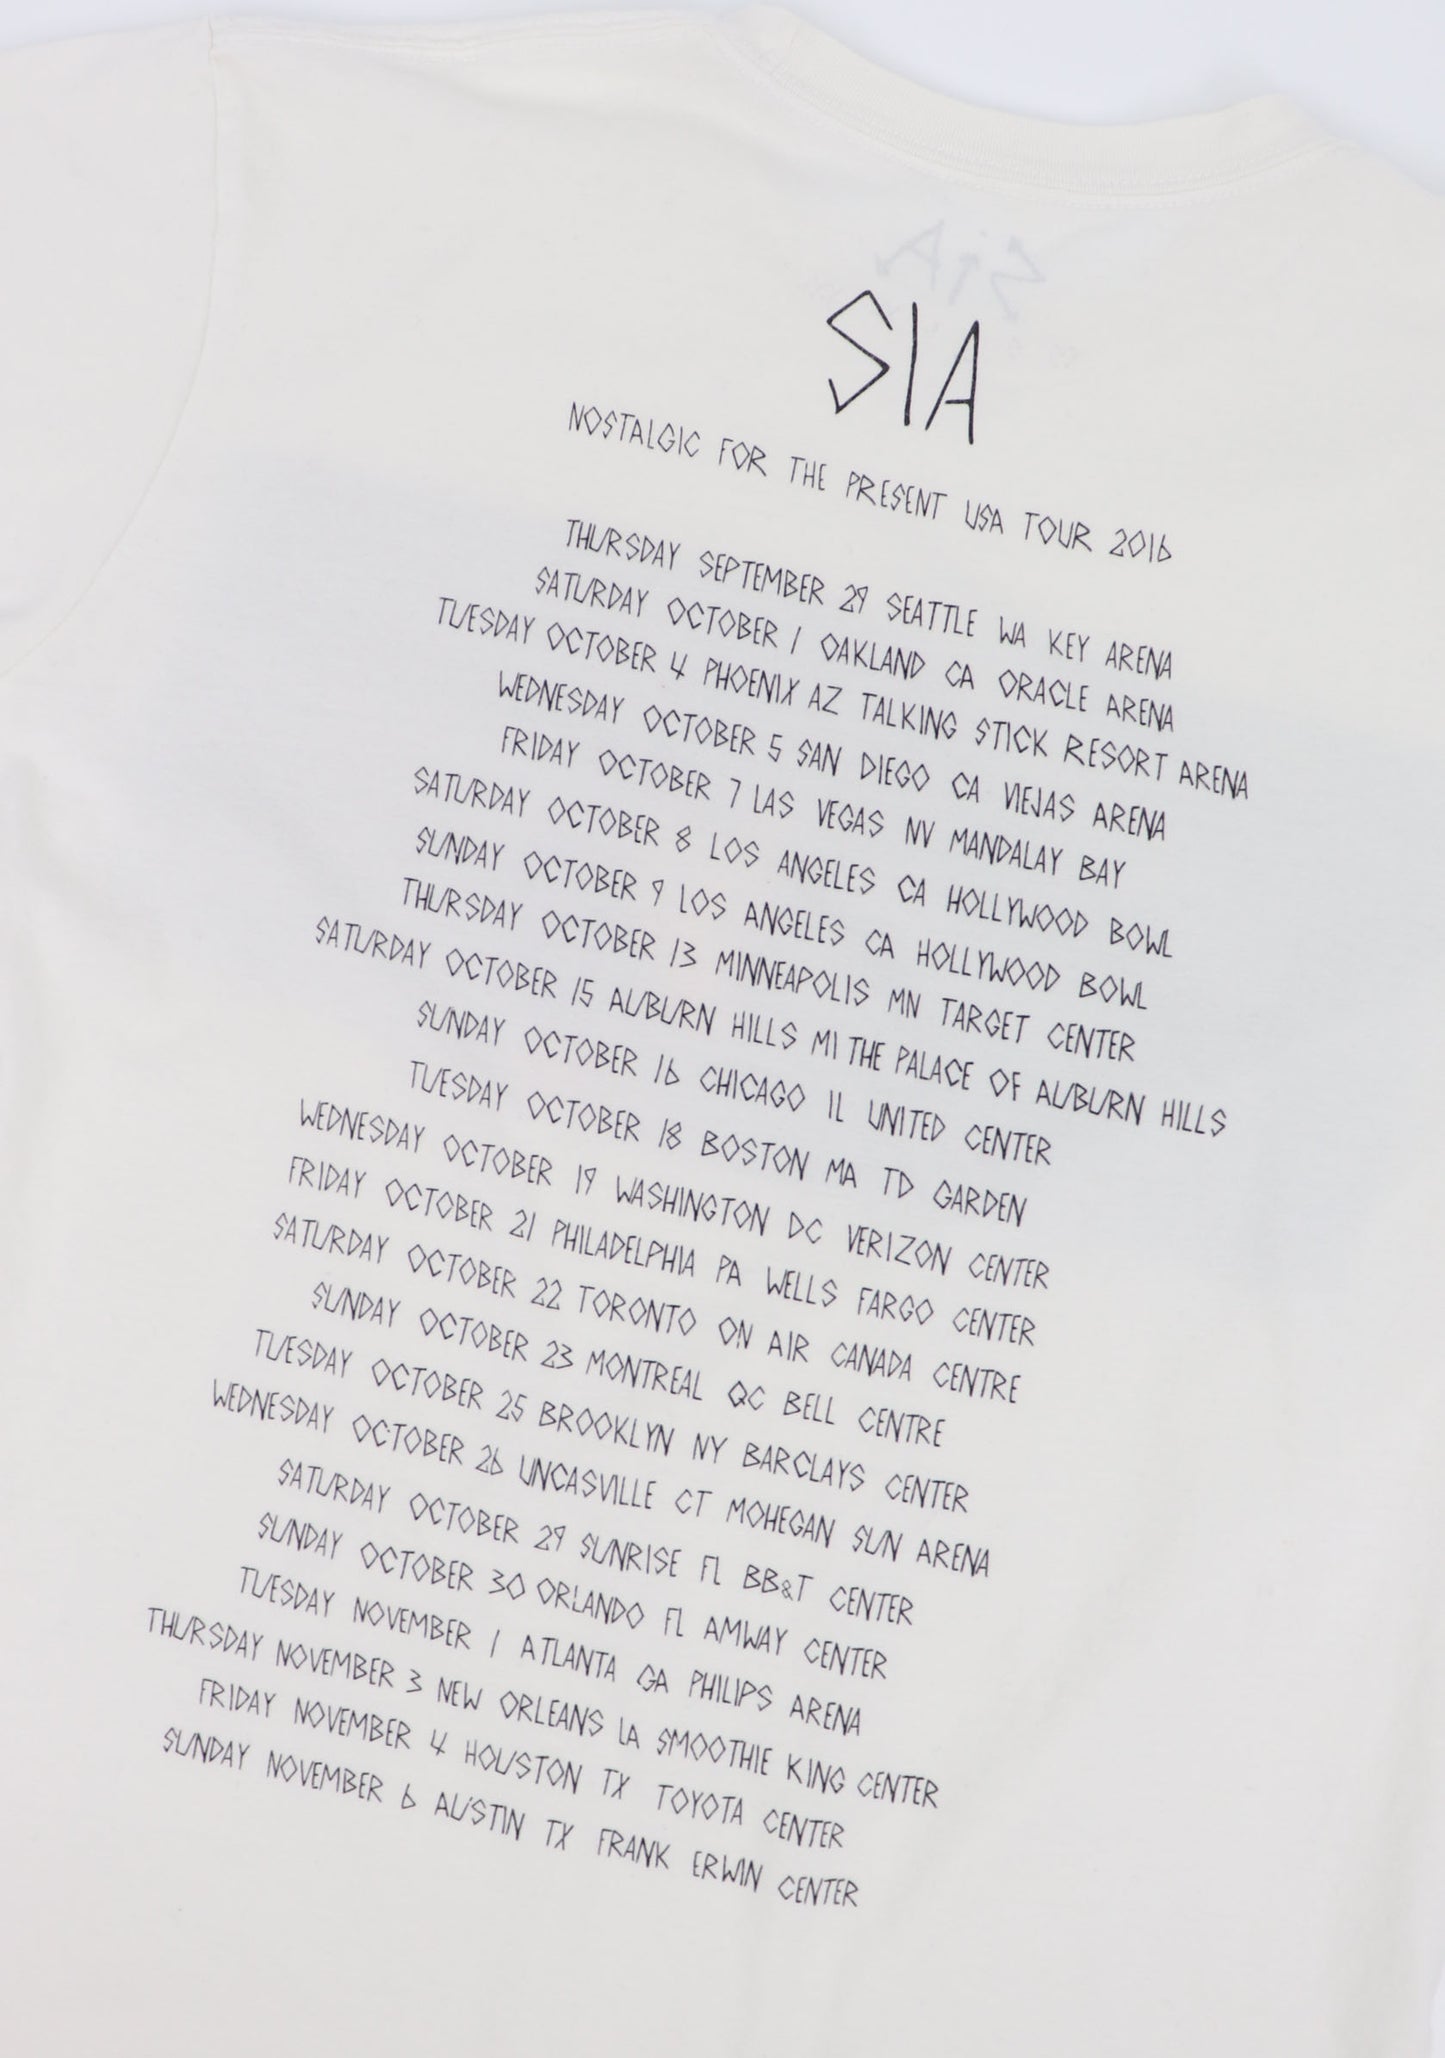 SIA
NOSTALGIC FOR THE PRESENT USA TOUR 2016
THURSDAY SEPTEMBER 29 SEATTLE WA KEY ARENA
SATURDAY OCTOBER 1 OAKLAND CA ORACLE ARENA
TUESDAY OCTOBER 4 PHOENIX AZ TALKING STICK RESORT ARENA
WEDNESDAY OCTOBER 5 SAN DIEGO CA VIEJAS ARENA
FRIDAY OCTOBER 7 LAS VEGAS NV MANDALAY BAY
SATURDAY OCTOBER 8 LOS ANGELES CA HOLLYWOOD BOWL
SUNDAY OCTOBER 9 LOS ANGELES CA HOLLYWOOD BOWL
THURSDAY OCTOBER 13 MINNEAPOLIS MN TARGET CENTER
SATURDAY OCTOBER 15 AUBURN HILLS MI THE PALACE OF AUBURN HILLS
SUNDAY OCTOBER 16 CHICAGO IL UNITED CENTER
TUESDAY OCTOBER 18 BOSTON MA TD GARDEN
WEDNESDAY OCTOBER 19 WASHINGTON DC VERIZON CENTER
FRIDAY OCTOBER 21 PHILADELPHIA PA WELLS FARGO CENTER
SATURDAY OCTOBER 22 TORONTO ON AIR CANADA CENTRE
SUNDAY OCTOBER 23 MONTREAL QC BELL CENTRE
TUESDAY OCTOBER 25 BROOKLYN NY BARCLAYS CENTER
WEDNESDAY OCTOBER 26 UNCASVILLE CT MOHEGAN SUN ARENA
SATURDAY OCTOBER 29 SUNRISE FL BB&T CENTER
SUNDAY OCTOBER 30 ORLANDO FL AMWAY CENTER
TUESDAY NOVEMBER 1 ATLANTA GA PHILIPS ARENA
THURSDAY NOVEMBER 3 NEW ORLEANS LA SMOOTHIE KING CENTER
FRIDAY NOVEMBER 4 HOUSTON TX TOYOTA CENTER
SUNDAY NOVEMBER 6 AUSTIN TX FRANK ERWIN CENTER